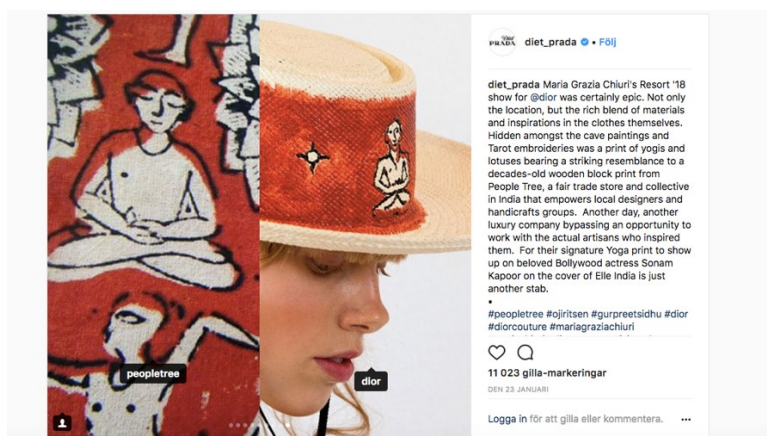 peopletree
dior
PRADA
diet_prada • Följ
diet_prada Maria Grazia Chiuri's Resort '18
show for @dior was certainly epic. Not only
the location, but the rich blend of materials
and inspirations in the clothes themselves.
Hidden amongst the cave paintings and
Tarot embroideries was a print of yogis and
lotuses bearing a striking resemblance to a
decades-old wooden block print from
People Tree, a fair trade store and collective
in India that empowers local designers and
handicrafts groups.  Another day, another
luxury company bypassing an opportunity to
work with the actual artisans who inspired
them.  For their signature Yoga print to show
up on beloved Bollywood actress Sonam
Kapoor on the cover of Elle India is just
another stab.
•
#peopletree #ojiritsen #gurpreetsidhu #dior
#diorcouture #mariagraziachiuri
11 023 gilla-markeringar
DEN 23 JANUARI
Logga in för att gilla eller kommentera.